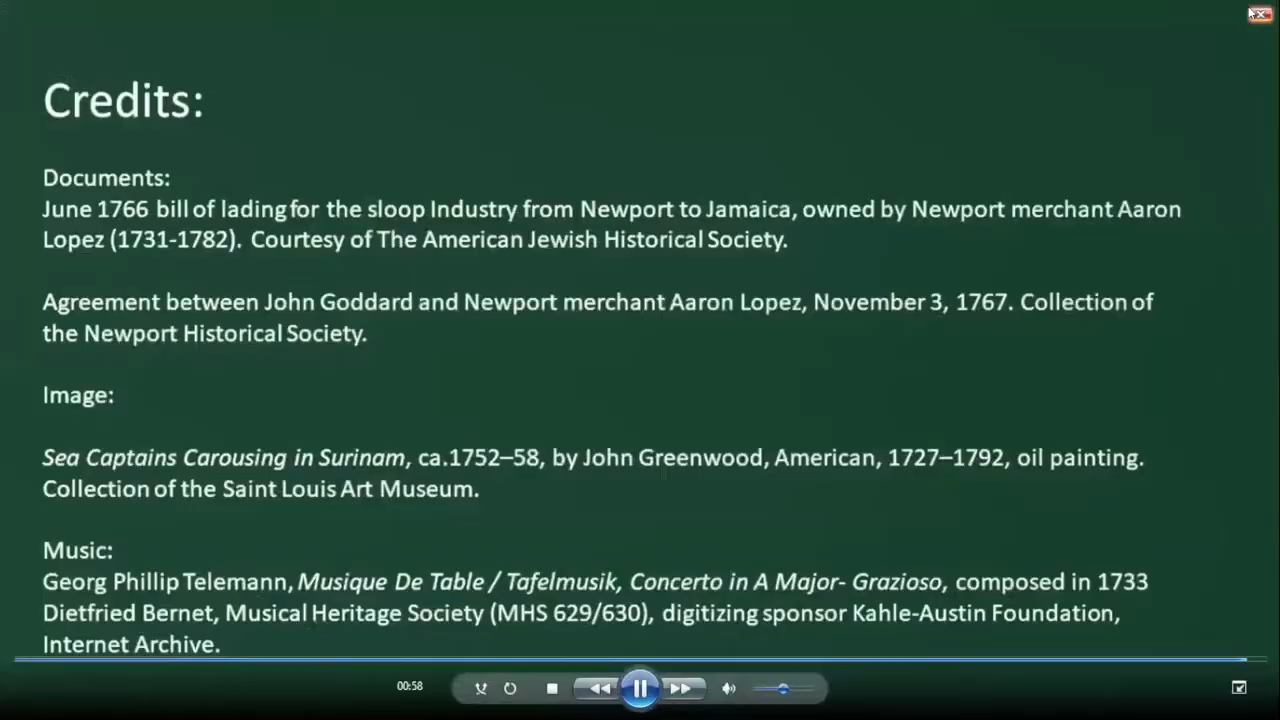 Credits:
Documents:
June 1766 bill of lading for the sloop Industry from Newport to Jamaica, owned by Newport merchant Aaron
Lopez (1731-1782). Courtesy of The American Jewish Historical Society.
Agreement between John Goddard and Newport merchant Aaron Lopez, November 3, 1767. Collection of
the Newport Historical Society.
Image:
Sea Captains Carousing in Surinam, ca.1752–58, by John Greenwood, American, 1727–1792, oil painting.
Collection of the Saint Louis Art Museum.
Music:
Georg Phillip Telemann, Musique De Table / Tafelmusik, Concerto in A Major- Grazioso, composed in 1733
Dietfried Bernet, Musical Heritage Society (MHS 629/630), digitizing sponsor Kahle-Austin Foundation,
Internet Archive.
00:58